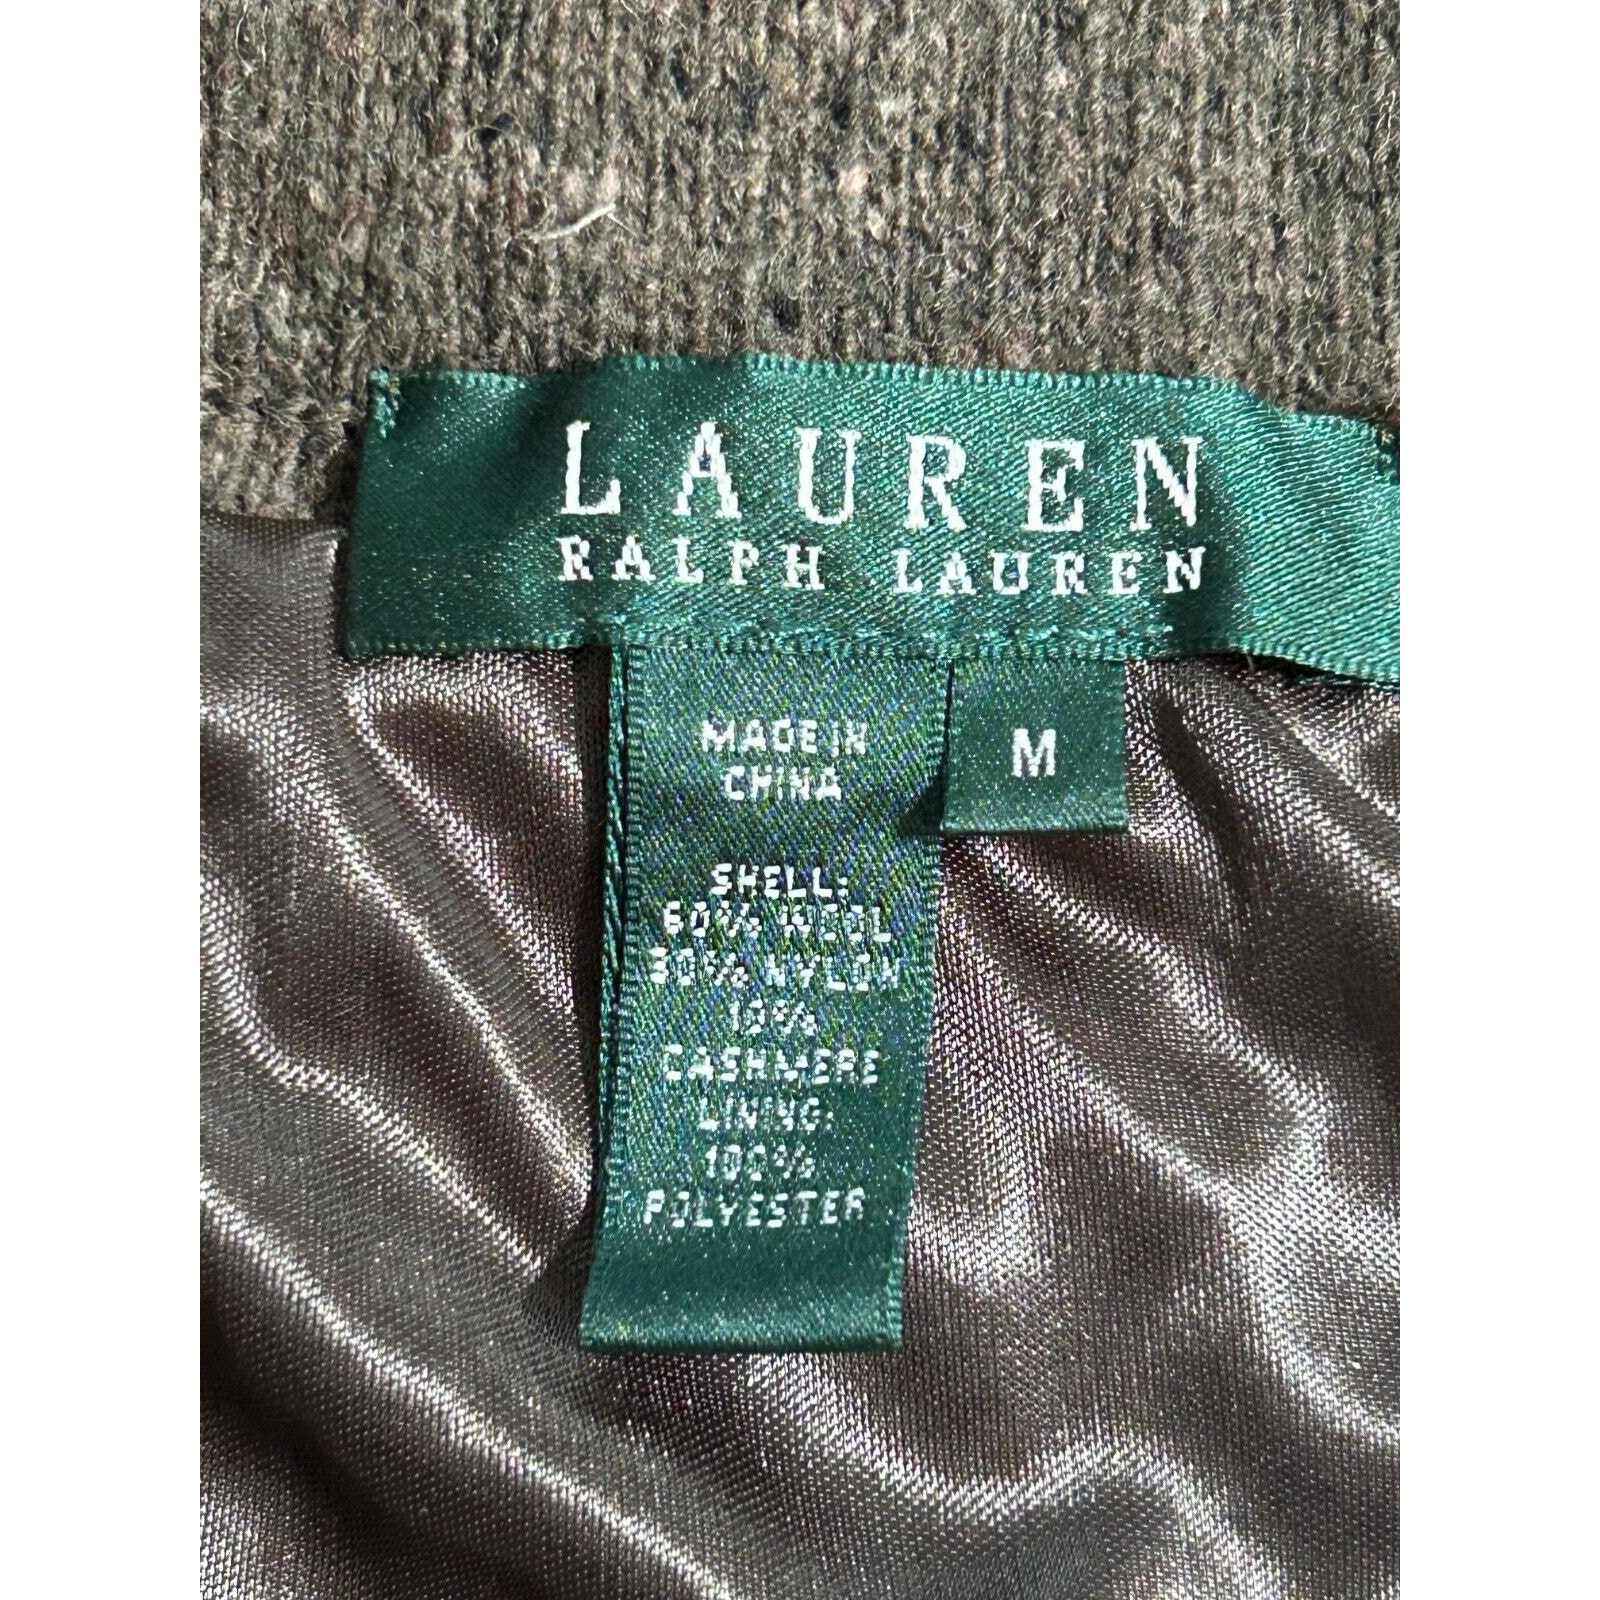 LAUREN
RALPH LAUREN
M
MADE IN
CHINA
SHELL:
60% WOOL
30% NYLON
10%
CASHMERE
LINING:
100%
POLYESTER